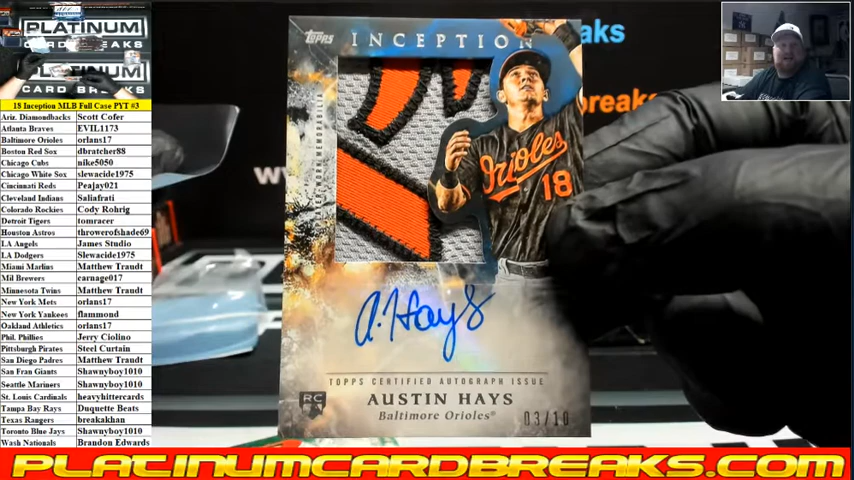 PLATINUM
CARD BREAKS
PLATINUM
CARD BREAKS
18 Inception MLB Full Case PYT #3
Ariz. Diamondbacks Scott Cofer
Atlanta Braves EVIL1173
Baltimore Orioles orlans17
Boston Red Sox dbratcher88
Chicago Cubs nike5050
Chicago White Sox slewacide1975
Cincinnati Reds Peajay021
Cleveland Indians Saliafrati
Colorado Rockies Cody Rohrig
Detroit Tigers tomracer
Houston Astros throwerofshade69
LA Angels James Studio
LA Dodgers Slewacide1975
Miami Marlins Matthew Traudt
Mil Brewers carnage017
Minnesota Twins Matthew Traudt
New York Mets orlans17
New York Yankees flammond
Oakland Athletics orlans17
Phil. Phillies Jerry Ciolino
Pittsburgh Pirates Steel Curtain
San Diego Padres Matthew Traudt
San Fran Giants Shawnyboy1010
Seattle Mariners Shawnyboy1010
St. Louis Cardinals heavyhittercards
Tampa Bay Rays Duquette Beats
Texas Rangers breakakhan
Toronto Blue Jays Shawnyboy1010
Wash Nationals Brandon Edwards
TOPPS INCEPTION
Orioles
18
A. Hays
TOPPS CERTIFIED AUTOGRAPH ISSUE
AUSTIN HAYS
Baltimore Orioles®
RC
03/10
aks
breaks
ww
PLATINUMCARDBREAKS.COM